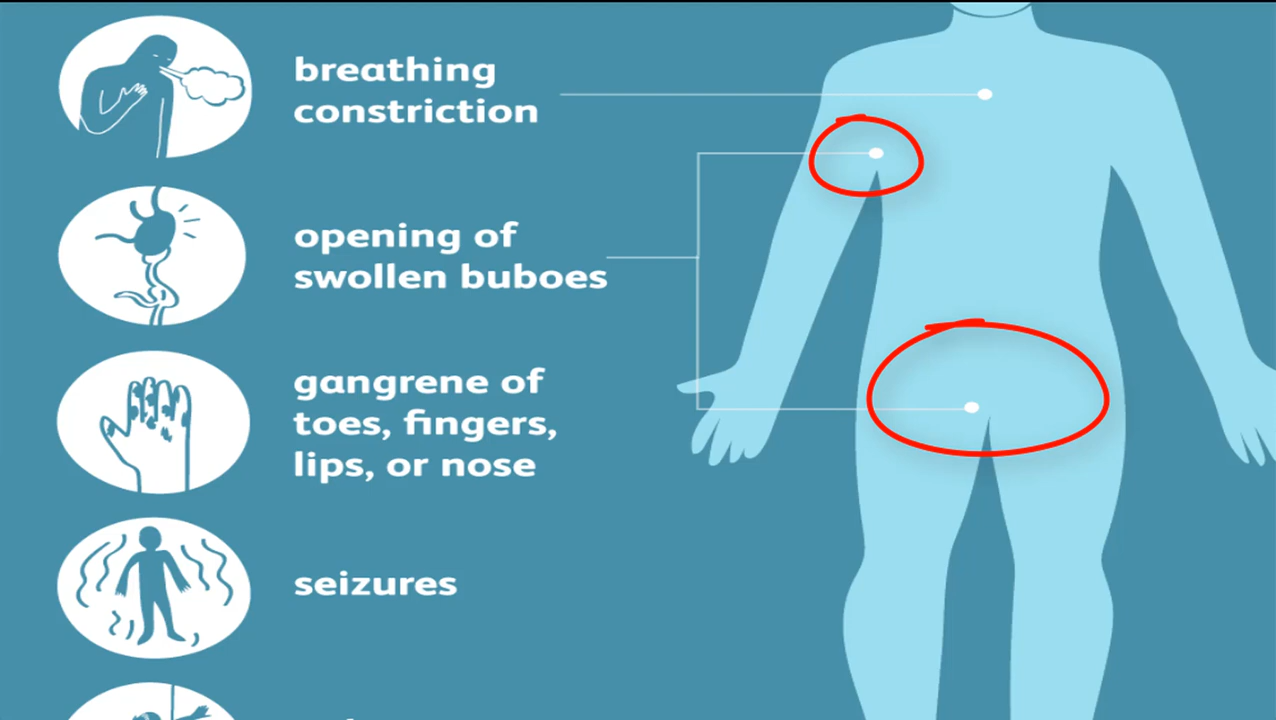 breathing
constriction
opening of
swollen buboes
gangrene of
toes, fingers,
lips, or nose
seizures